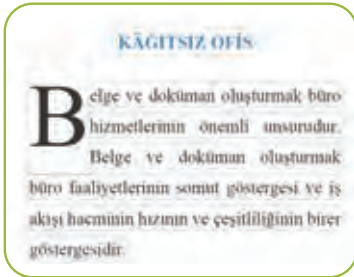 KÂĞITSIZ OFİS
Belge ve doküman oluşturmak büro
hizmetlerinin önemli unsurudur.
Belge ve doküman oluşturmak
büro faaliyetlerinin somut göstergesi ve iş
akışı hacminin hızının ve çeşitliliğinin birer
göstergesidir.